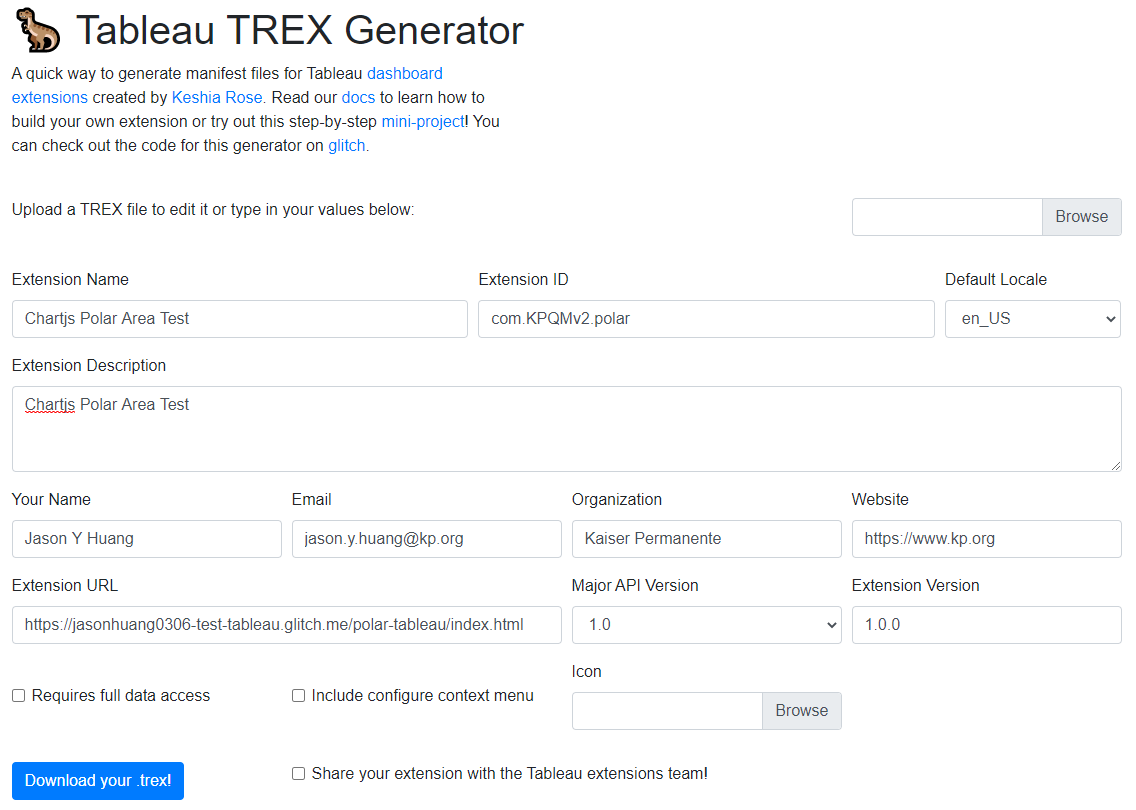 Tableau TREX Generator
A quick way to generate manifest files for Tableau dashboard
extensions created by Keshia Rose. Read our docs to learn how to
build your own extension or try out this step-by-step mini-project! You
can check out the code for this generator on glitch.
Upload a TREX file to edit it or type in your values below:
Browse
Extension Name
Extension ID
Default Locale
Chartjs Polar Area Test
com.KPQMv2.polar
en_US
Extension Description
Chartjs Polar Area Test
Your Name
Email
Organization
Website
Jason Y Huang
jason.y.huang@kp.org
Kaiser Permanente
https://www.kp.org
Extension URL
Major API Version
Extension Version
https://jasonhuang0306-test-tableau.glitch.me/polar-tableau/index.html
1.0
1.0.0
Icon
Requires full data access
Include configure context menu
Browse
Download your .trex!
Share your extension with the Tableau extensions team!